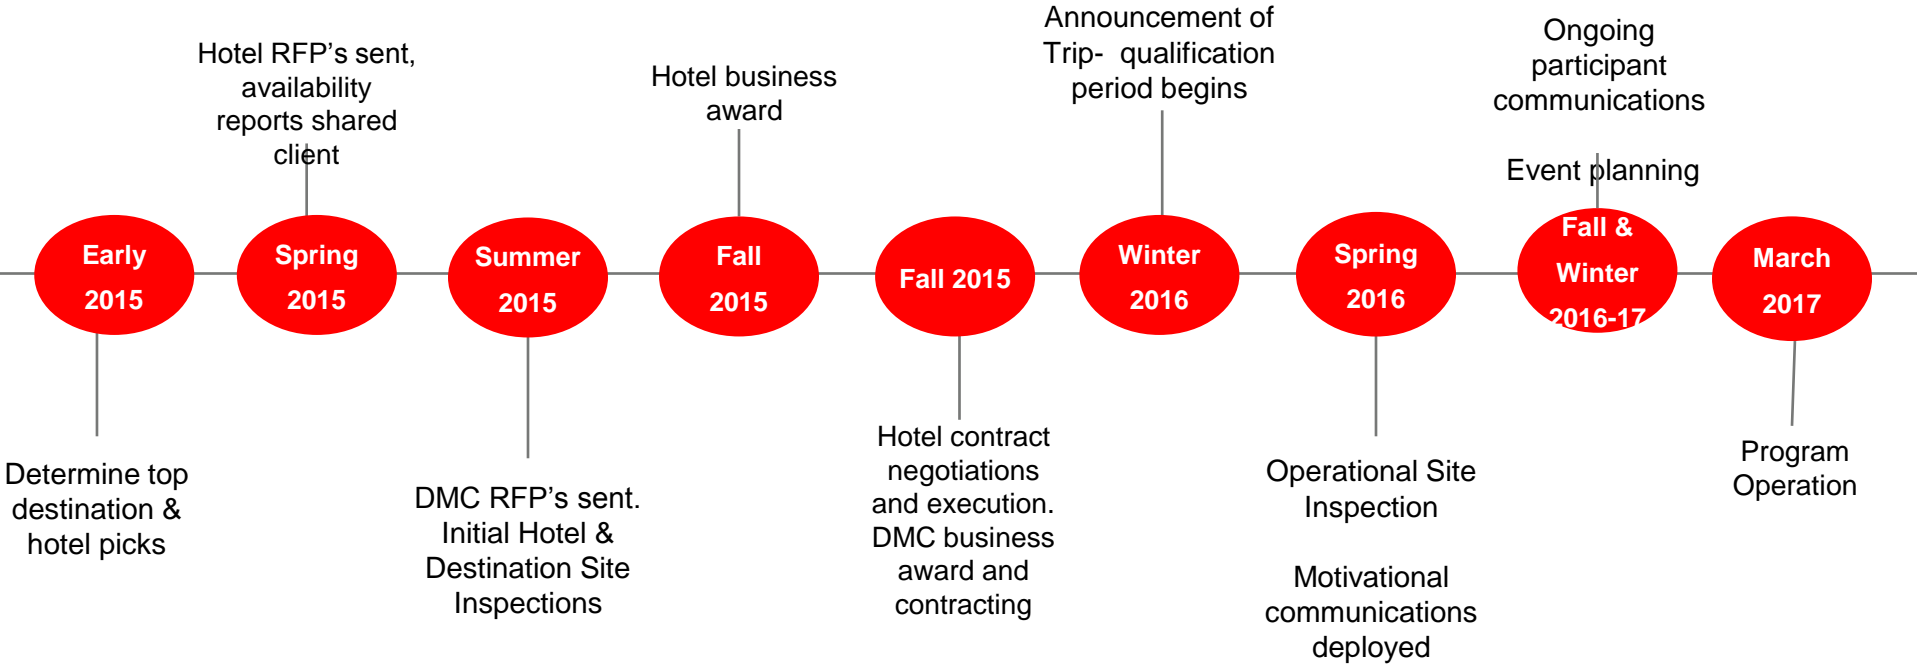 Hotel RFP’s sent,
availability
reports shared
client
Hotel business
award
Announcement of
Trip- qualification
period begins
Ongoing
participant
communications
Event planning
Early
2015
Spring
2015
Summer
2015
Fall
2015
Fall 2015
Winter
2016
Spring
2016
Fall &
Winter
2016-17
March
2017
Determine top
destination &
hotel picks
DMC RFP’s sent.
Initial Hotel &
Destination Site
Inspections
Hotel contract
negotiations
and execution.
DMC business
award and
contracting
Operational Site
Inspection
Motivational
communications
deployed
Program
Operation